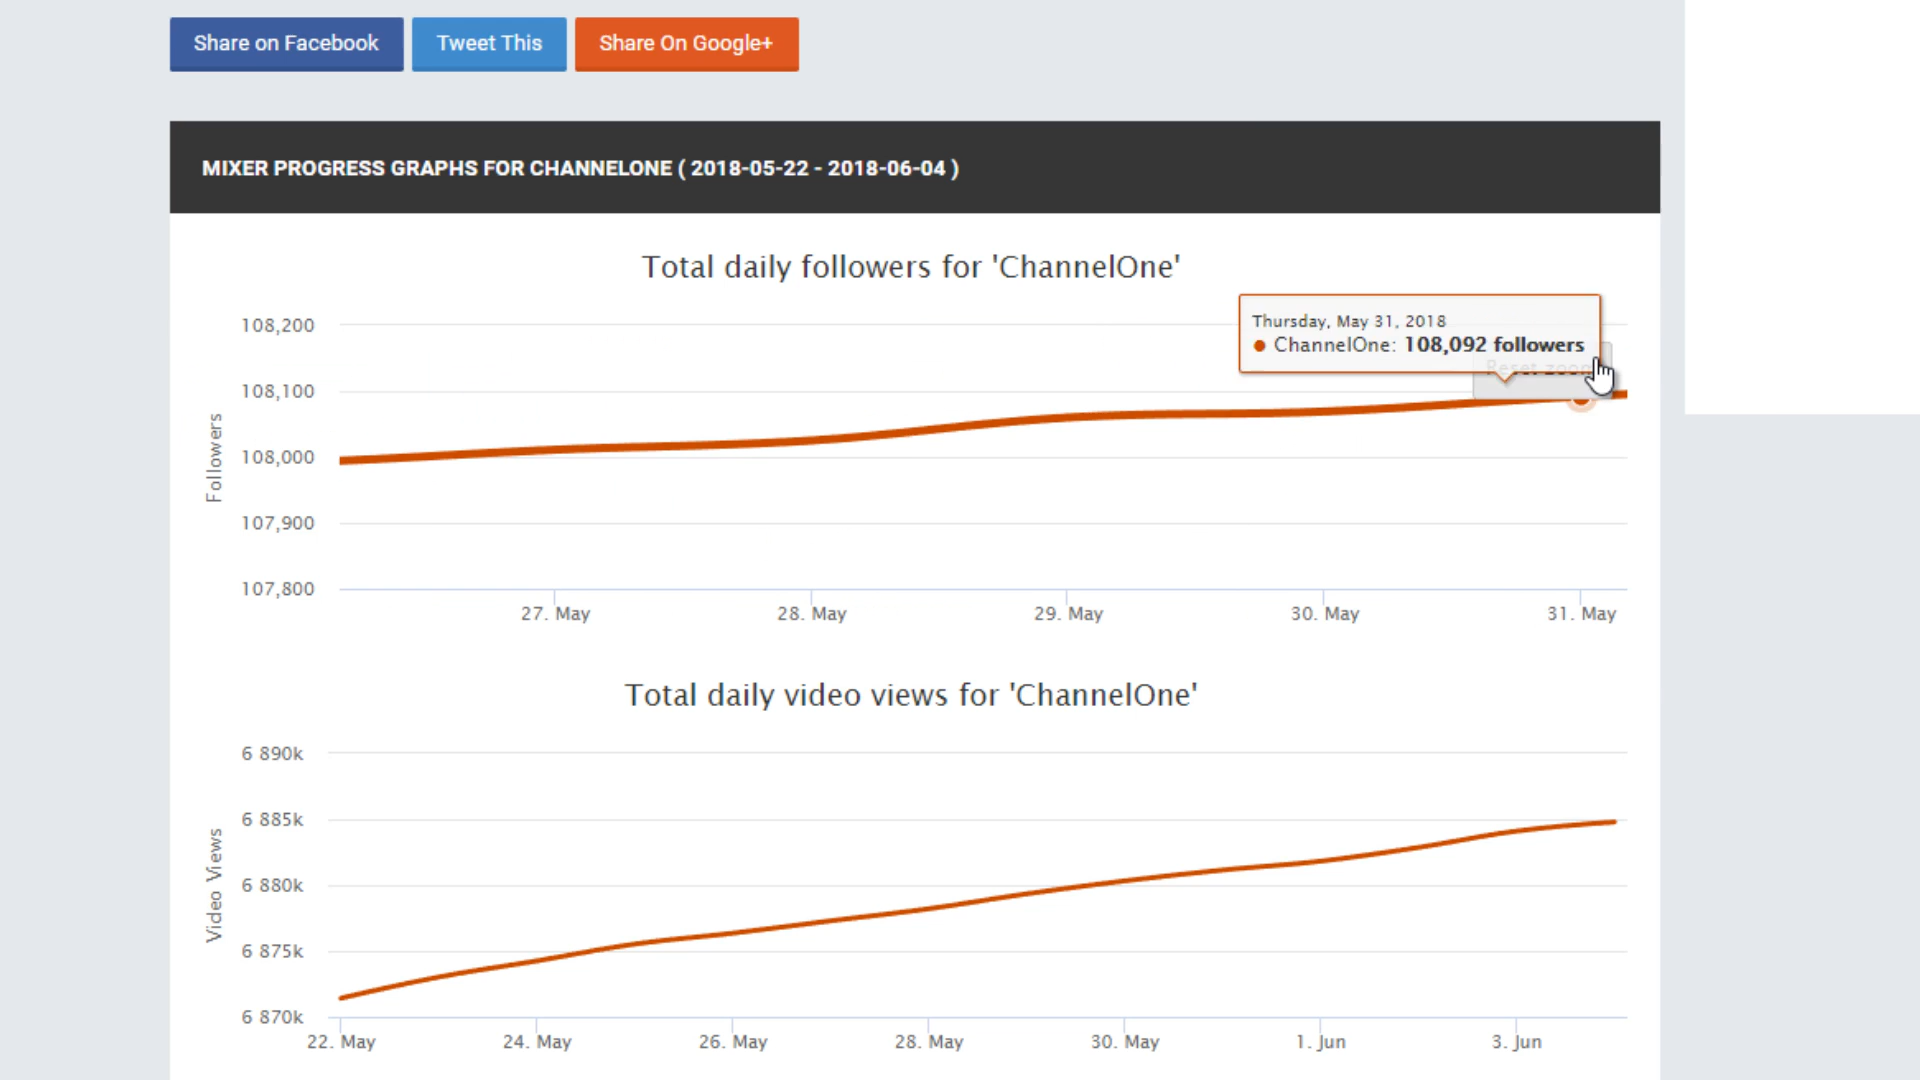 Share on Facebook Tweet This Share On Google+
MIXER PROGRESS GRAPHS FOR CHANNELONE ( 2018-05-22 - 2018-06-04 )
Total daily followers for 'ChannelOne'
Thursday, May 31, 2018
ChannelOne: 108,092 followers
Reset zoom
Followers
108,200
108,100
108,000
107,900
107,800
27. May 28. May 29. May 30. May 31. May
Total daily video views for 'ChannelOne'
Video Views
6 890k
6 885k
6 880k
6 875k
6 870k
22. May 24. May 26. May 28. May 30. May 1. Jun 3. Jun